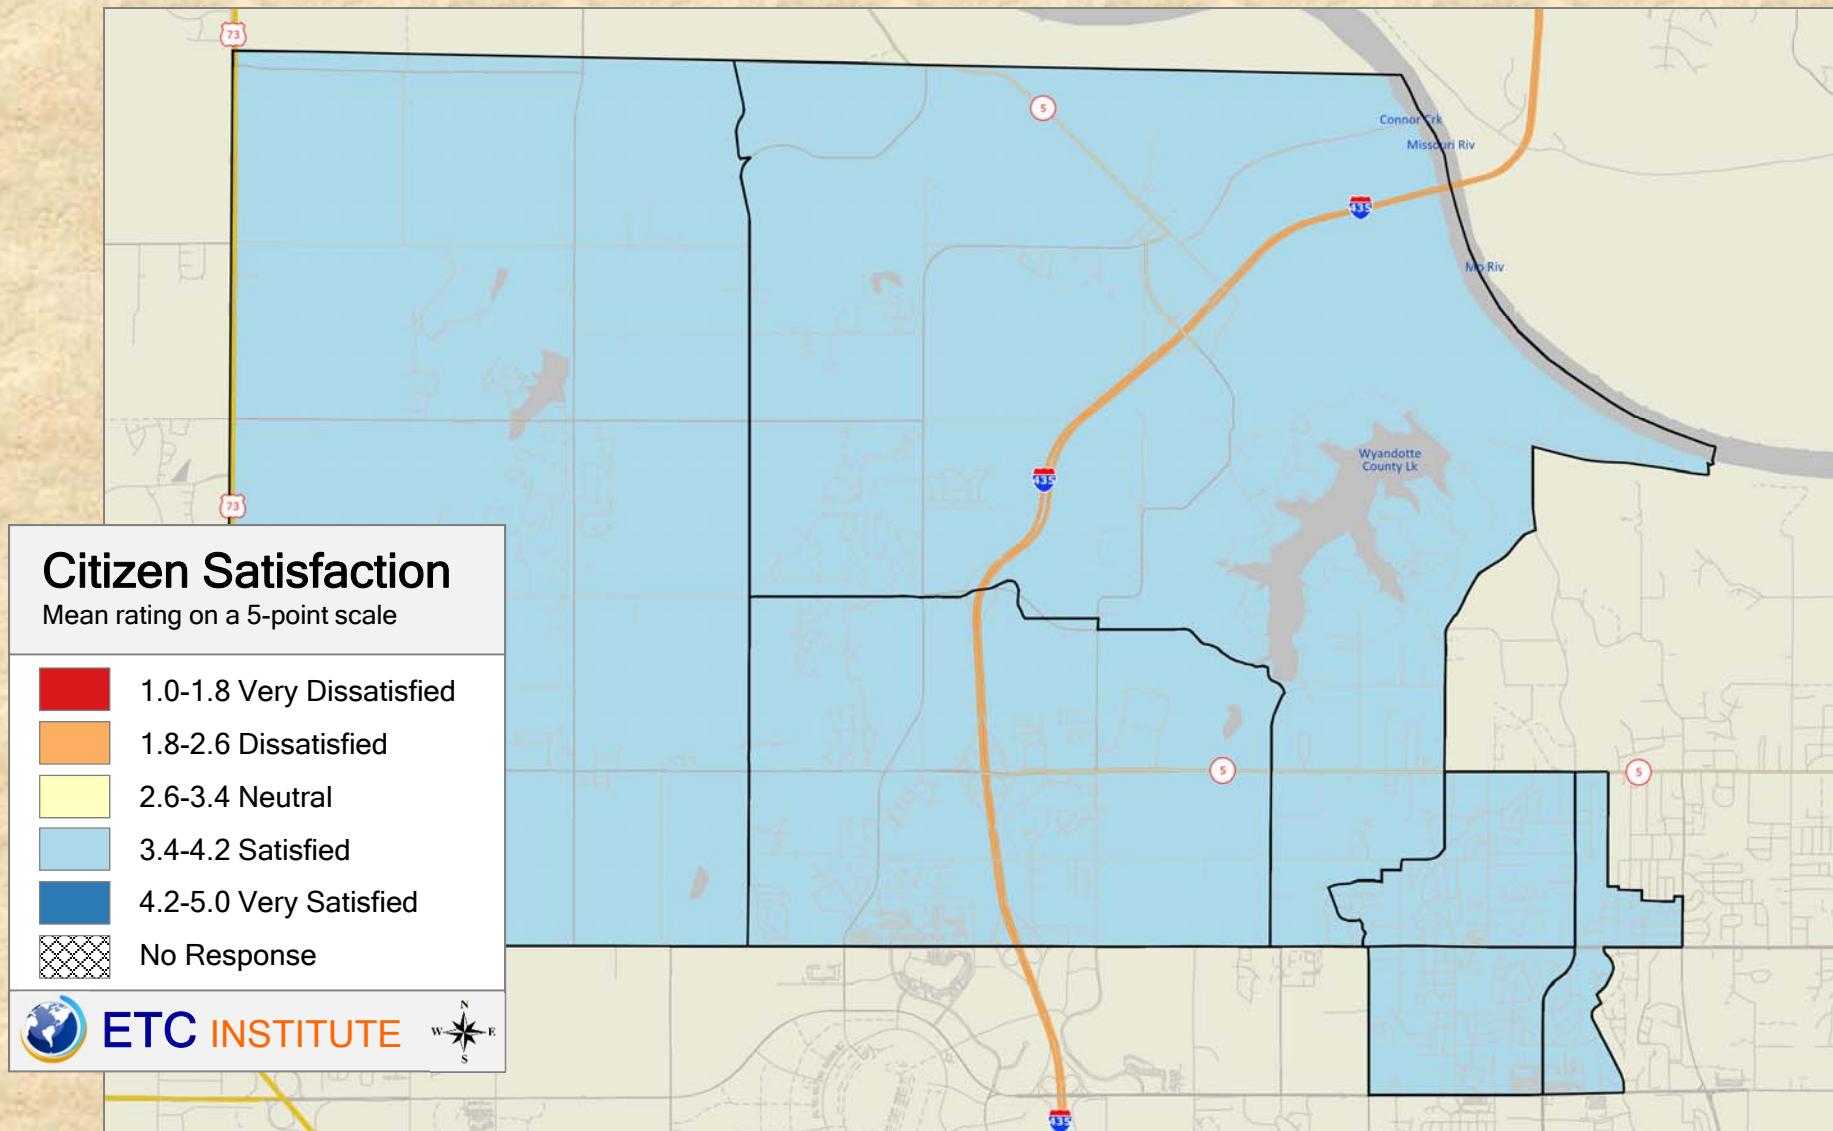 73
5
Connor Crk
Missouri Riv
435
Mo Riv
Wyandotte
County Lk
435
73
Citizen Satisfaction
Mean rating on a 5-point scale
1.0-1.8 Very Dissatisfied
1.8-2.6 Dissatisfied
2.6-3.4 Neutral
3.4-4.2 Satisfied
4.2-5.0 Very Satisfied
No Response
5
5
ETC INSTITUTE
N
W E
S
435